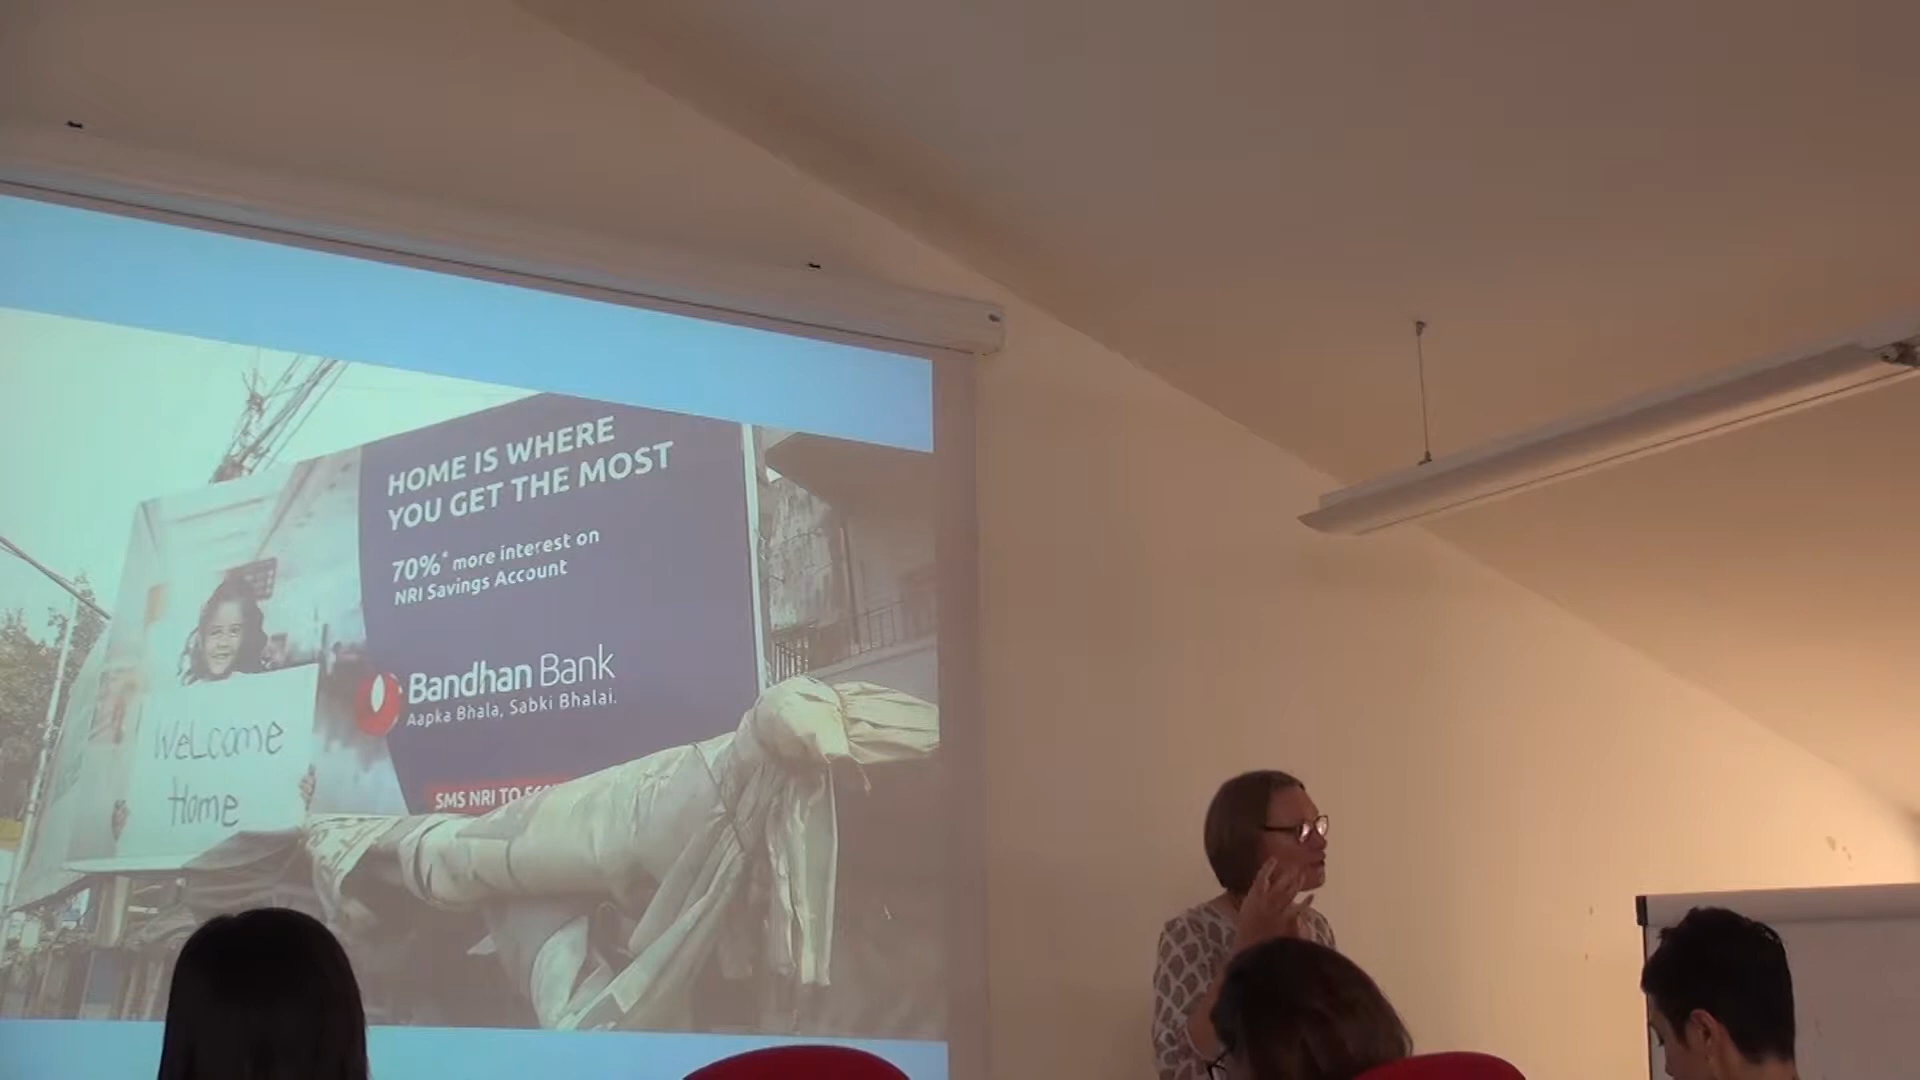 HOME IS WHERE
YOU GET THE MOST
70%* more interest on
NRI Savings Account
Bandhan Bank
Aapka Bhala, Sabki Bhalai.
SMS NRI TO
Welcome
Home